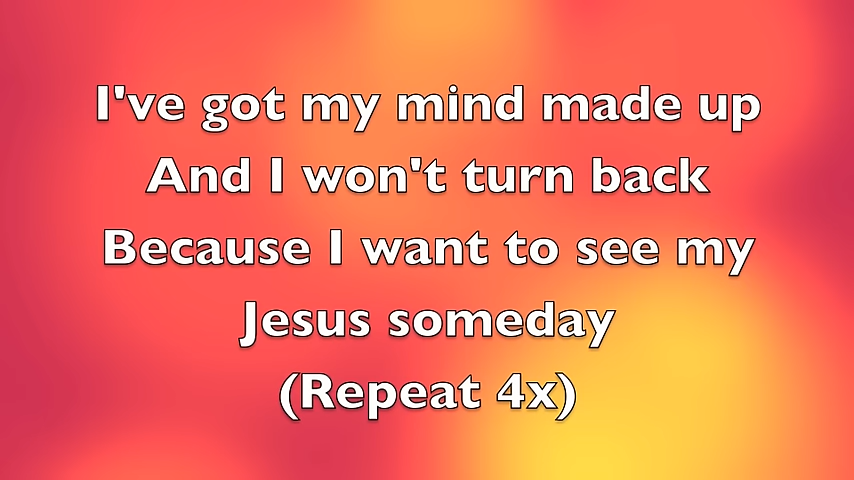 I've got my mind made up
And I won't turn back
Because I want to see my
Jesus someday
(Repeat 4x)